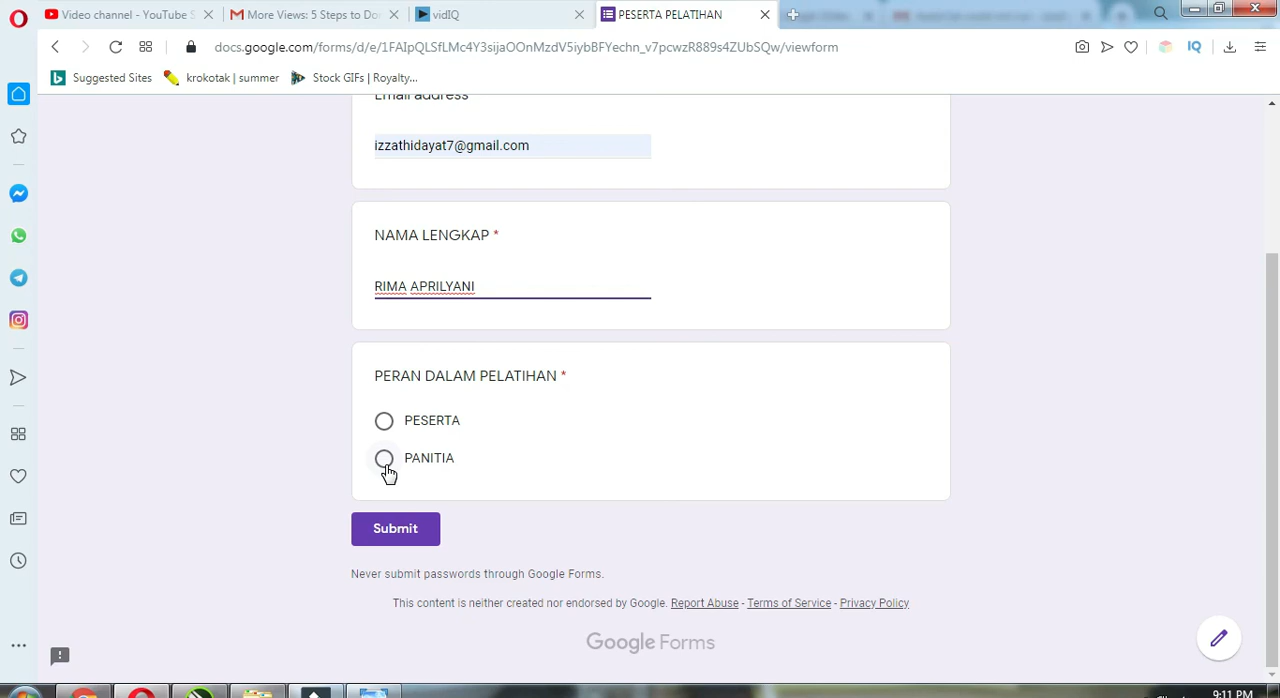 Video channel - YouTube S
More Views: 5 Steps to Dor
vidIQ
PESERTA PELATIHAN
docs.google.com/forms/d/e/1FAIpQLSfLMc4Y3sijaOOnMzdV5iybBFYechn_v7pcwzR889s4ZUbSQw/viewform
IQ
Suggested Sites
krokotak | summer
Stock GIFs | Royalty...
Email address
izzathidayat7@gmail.com
NAMA LENGKAP *
RIMA APRILYANI
PERAN DALAM PELATIHAN *
PESERTA
PANITIA
Submit
Never submit passwords through Google Forms.
This content is neither created nor endorsed by Google. Report Abuse - Terms of Service - Privacy Policy
Google Forms
9:11 PM